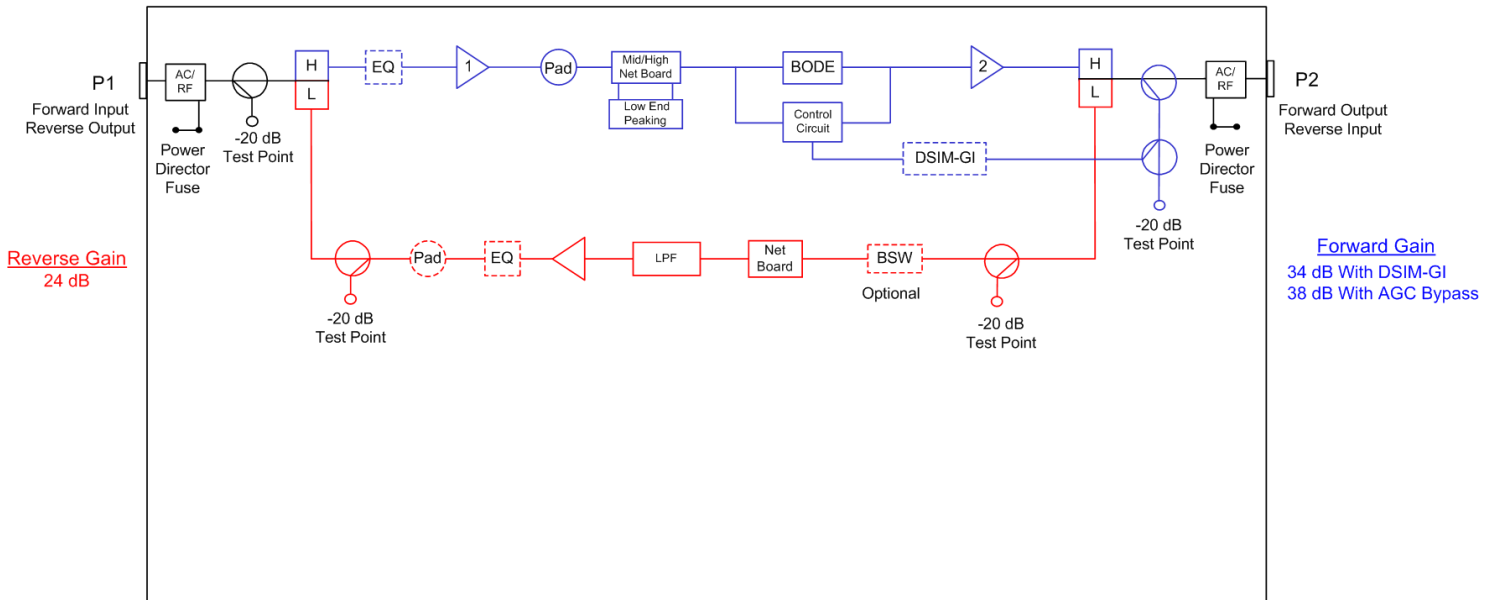 P1
Forward Input
Reverse Output
AC/
RF
Power
Director
Fuse
-20 dB
Test Point
H
L
EQ
1
Pad
Mid/High
Net Board
Low End
Peaking
BODE
Control
Circuit
DSIM-GI
2
H
L
-20 dB
Test Point
AC/
RF
Power
Director
Fuse
P2
Forward Output
Reverse Input
Reverse Gain
24 dB
-20 dB
Test Point
Pad
EQ
LPF
Net
Board
BSW
Optional
-20 dB
Test Point
Forward Gain
34 dB With DSIM-GI
38 dB With AGC Bypass